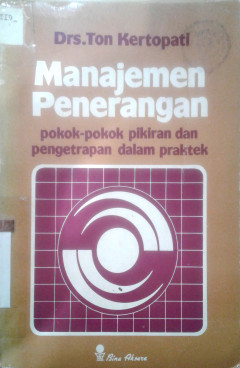 Drs.Ton Kertopati
Manajemen
Penerangan
pokok-pokok pikiran dan
pengetrapan dalam praktek
Bina Aksara